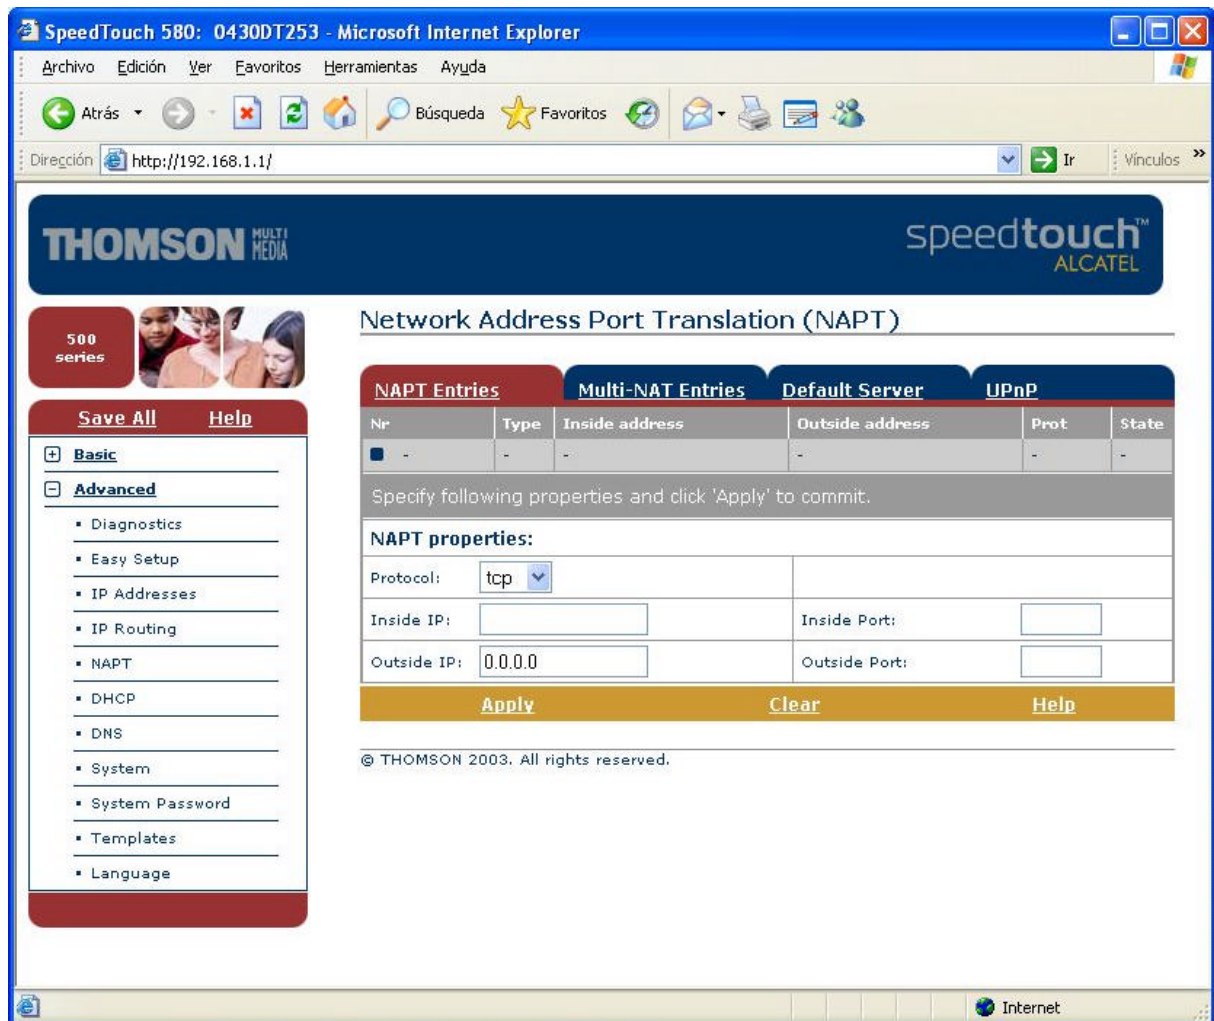 SpeedTouch 580: 0430DT253 - Microsoft Internet Explorer
Archivo Edición Ver Favoritos Herramientas Ayuda
Atrás Búsqueda Favoritos
Dirección http://192.168.1.1/ Ir Vínculos »
THOMSON MULTI MEDIA
speedtouch™
ALCATEL
500 series
Network Address Port Translation (NAPT)
NAPT Entries Multi-NAT Entries Default Server UPnP
Save All Help
Nr Type Inside address Outside address Prot State
- - - - - -
Basic
Advanced
Diagnostics
Easy Setup
IP Addresses
IP Routing
NAPT
DHCP
DNS
System
System Password
Templates
Language
Specify following properties and click 'Apply' to commit.
NAPT properties:
Protocol: tcp
Inside IP: Inside Port:
Outside IP: 0.0.0.0 Outside Port:
Apply Clear Help
© THOMSON 2003. All rights reserved.
Internet